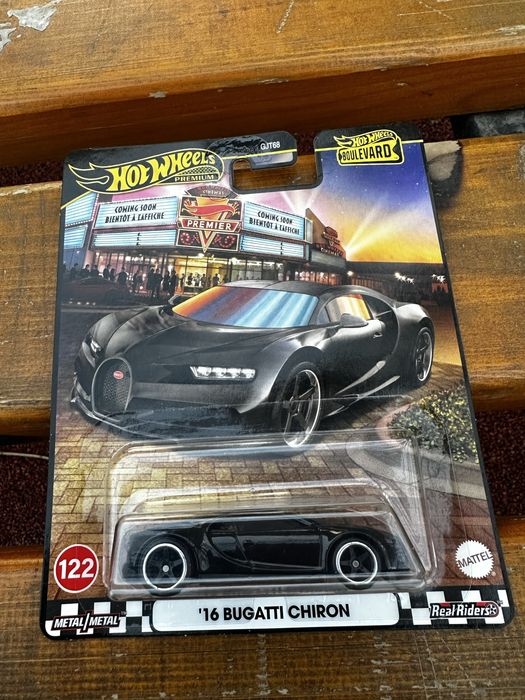 GJT68
HOT WHEELS
PREMIUM
HOT WHEELS
BOULEVARD
CINEMAS
COMING SOON
BIENTÔT À L'AFFICHE
PREMIER
COMING SOON
BIENTÔT À L'AFFICHE
122
MATTEL
'16 BUGATTI CHIRON
METAL/METAL
Real Riders